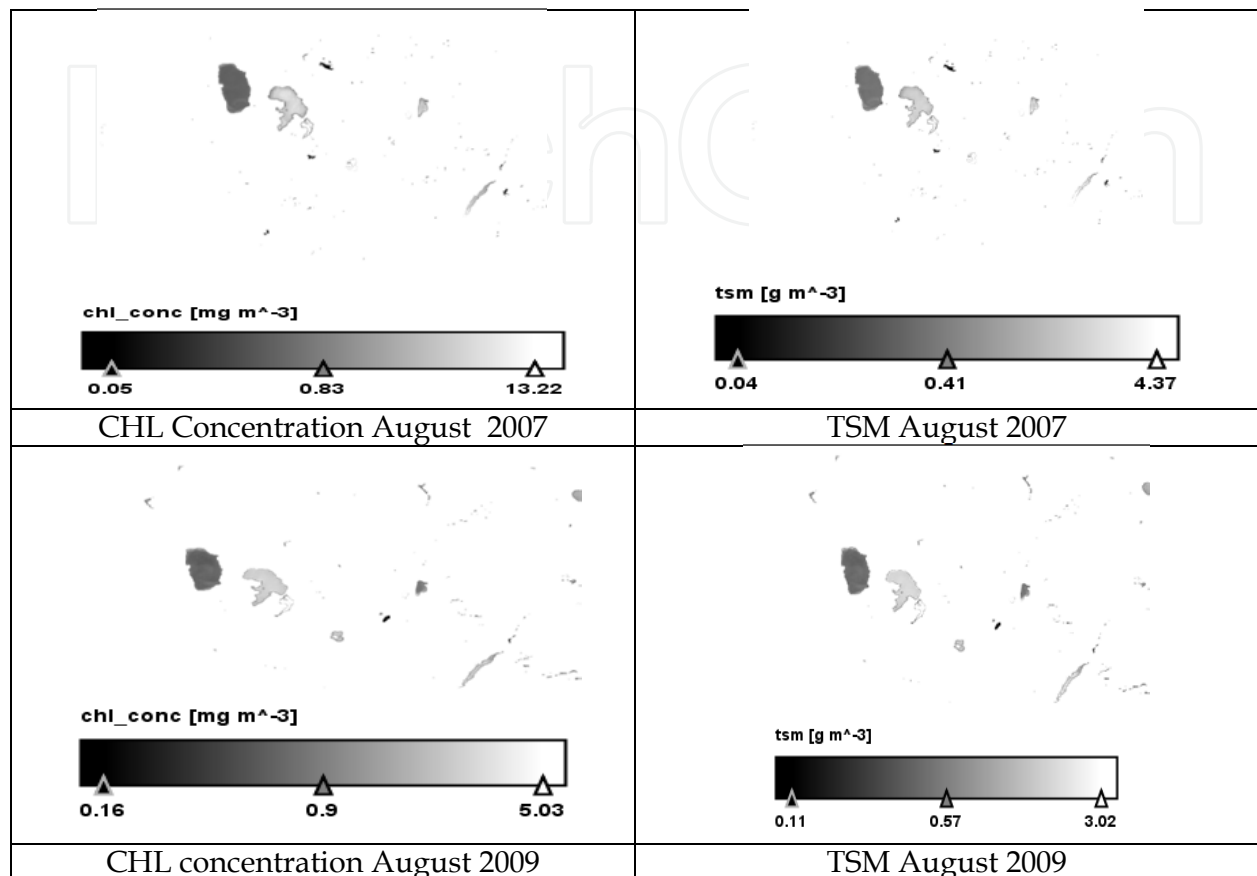 chl_conc [mg m^-3]
0.05 0.83 13.22
CHL Concentration August 2007
tsm [g m^-3]
0.04 0.41 4.37
TSM August 2007
chl_conc [mg m^-3]
0.16 0.9 5.03
CHL concentration August 2009
tsm [g m^-3]
0.11 0.57 3.02
TSM August 2009